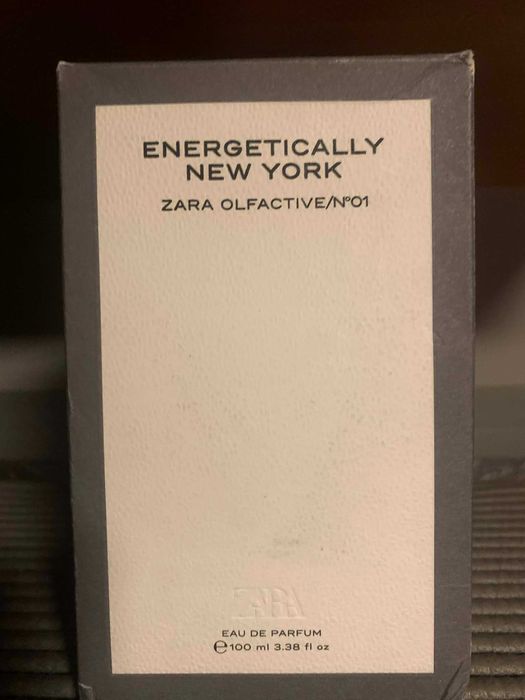 ENERGETICALLY
NEW YORK
ZARA OLFACTIVE/Nº01
ZARA
EAU DE PARFUM
℮100 ml 3.38 fl oz